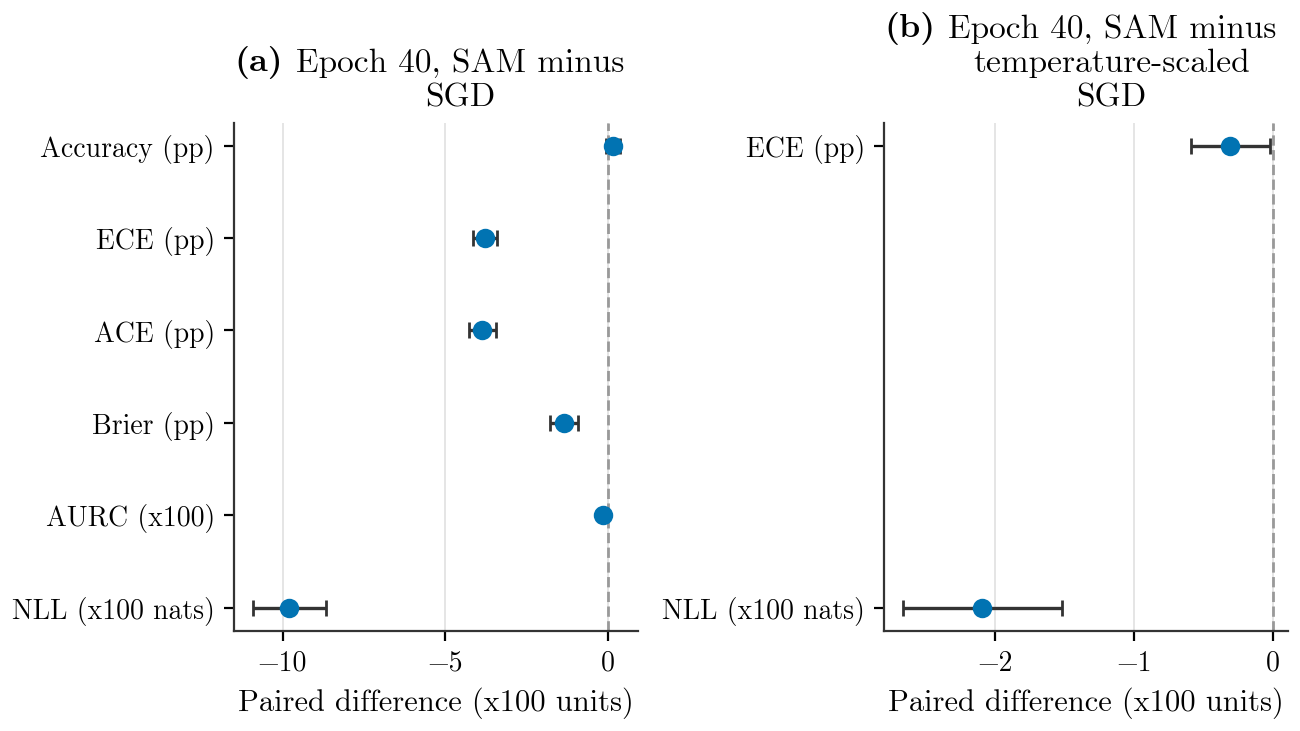 (a) Epoch 40, SAM minus
SGD
Accuracy (pp)
ECE (pp)
ACE (pp)
Brier (pp)
AURC (x100)
NLL (x100 nats)
−10
−5
0
Paired difference (x100 units)
(b) Epoch 40, SAM minus
temperature-scaled
SGD
ECE (pp)
NLL (x100 nats)
−2
−1
0
Paired difference (x100 units)